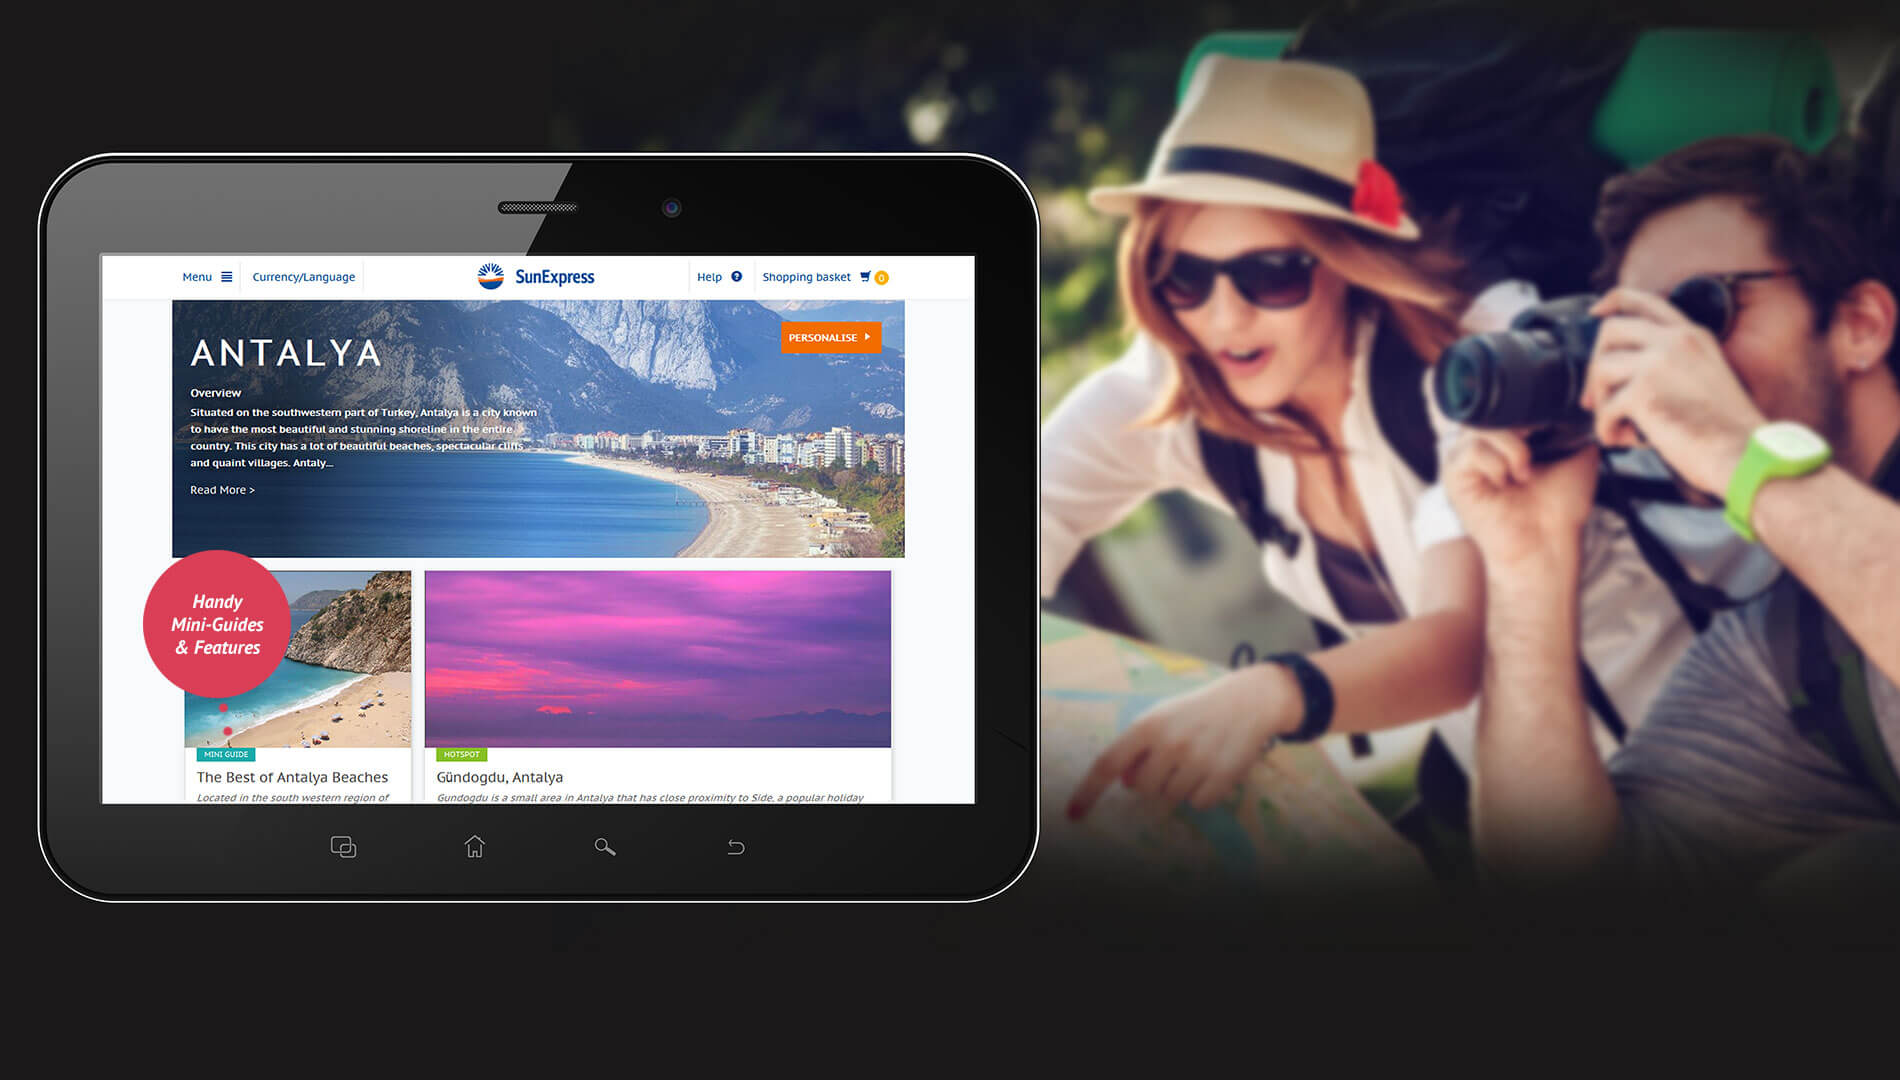 Menu
Currency/Language
SunExpress
Help
Shopping basket 0
ANTALYA
PERSONALISE
Overview
Situated on the southwestern part of Turkey, Antalya is a city known
to have the most beautiful and stunning shoreline in the entire
country. This city has a lot of beautiful beaches, spectacular cliffs,
and quaint villages. Antaly...
Read More >
Handy
Mini-Guides
& Features
MINI GUIDE
The Best of Antalya Beaches
Located in the south western region of
HOTSPOT
Gündogdu, Antalya
Gundogdu is a small area in Antalya that has close proximity to Side, a popular holiday